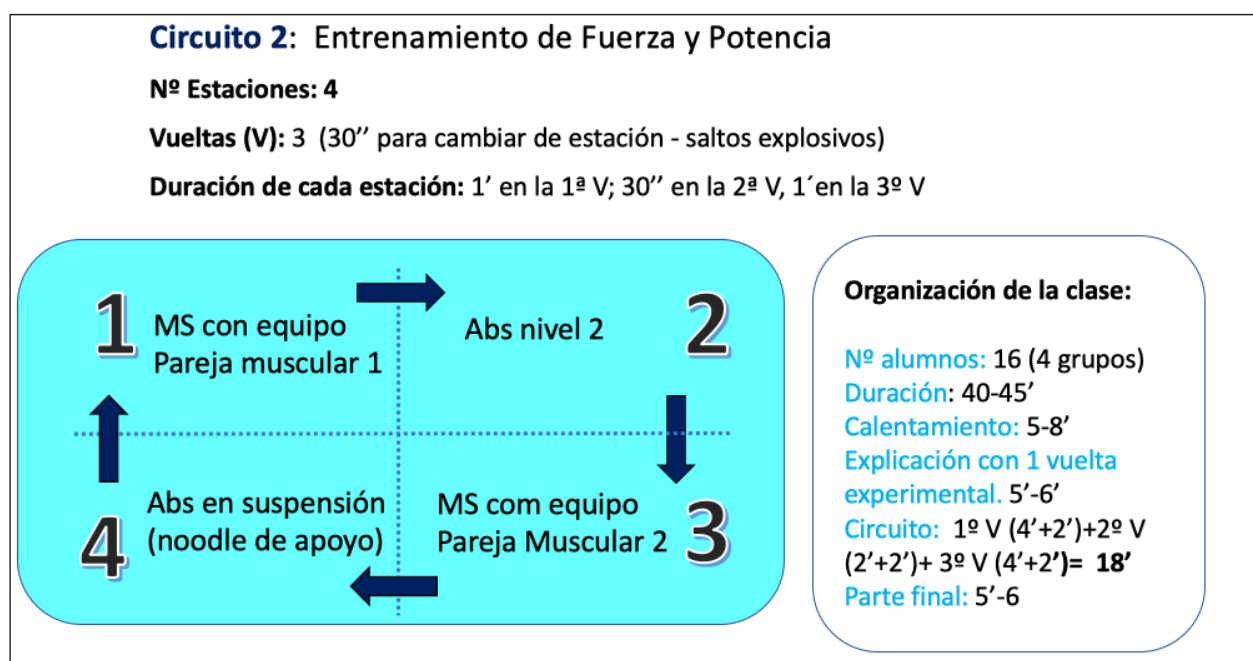 Circuito 2: Entrenamiento de Fuerza y Potencia
Nº Estaciones: 4
Vueltas (V): 3 (30’’ para cambiar de estación - saltos explosivos)
Duración de cada estación: 1’ en la 1ª V; 30’’ en la 2ª V, 1´en la 3º V
1
MS con equipo
Pareja muscular 1
Abs nivel 2
2
4
Abs en suspensión
(noodle de apoyo)
MS com equipo
Pareja Muscular 2
3
Organización de la clase:
Nº alumnos: 16 (4 grupos)
Duración: 40-45’
Calentamiento: 5-8’
Explicación con 1 vuelta
experimental. 5’-6’
Circuito: 1º V (4’+2’)+2º V
(2’+2’)+ 3º V (4’+2’)= 18’
Parte final: 5’-6